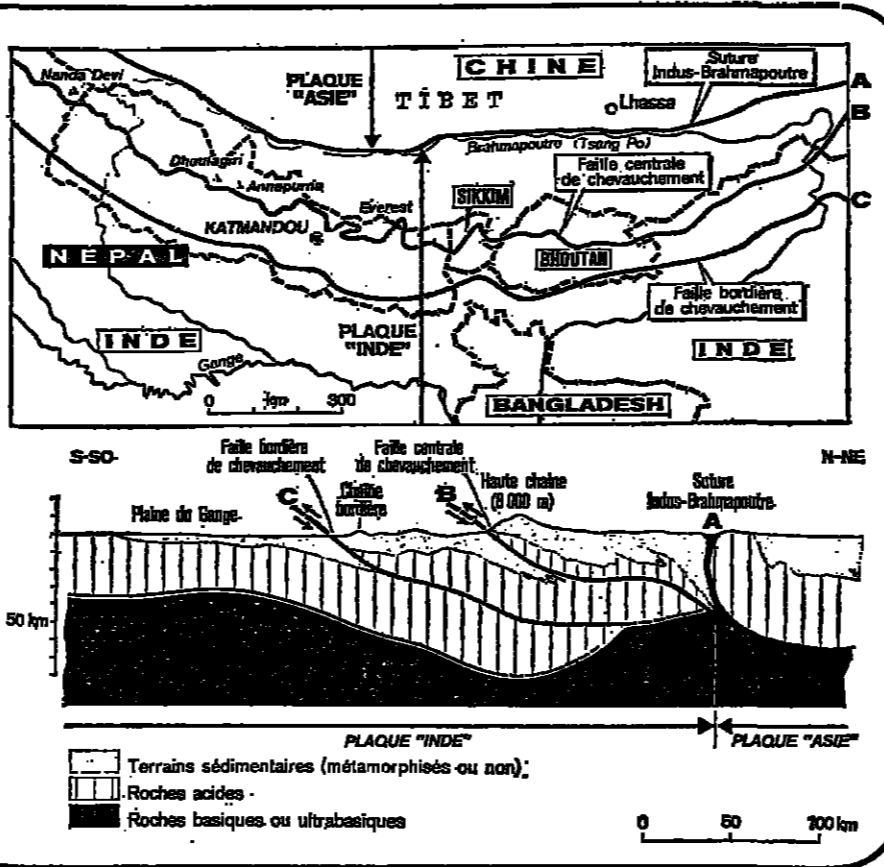 CHINE
Suture
Indus-Brahmapoutre
A
Nanda Devi
PLAQUE
"ASIE"
TIBET
Lhassa
B
Brahmapoutre (Tsang Po)
Dhaulagiri
Faille centrale
de chevauchement
Annapurna
SIKKIM
C
Everest
KATMANDOU
NÉPAL
BHOUTAN
Faille bordière
de chevauchement
PLAQUE
"INDE"
INDE
INDE
Gange
0 km 300
BANGLADESH
S-SO
Faille bordière
de chevauchement
Faille centrale
de chevauchement
N-NE
Plaine du Gange
C
Chaîne
bordière
B
Haute chaîne
(8 000 m)
Suture
Indus-Brahmapoutre
A
50 km
PLAQUE "INDE"
PLAQUE "ASIE"
Terrains sédimentaires (métamorphisés ou non)
Roches acides
Roches basiques ou ultrabasiques
0 50 100 km